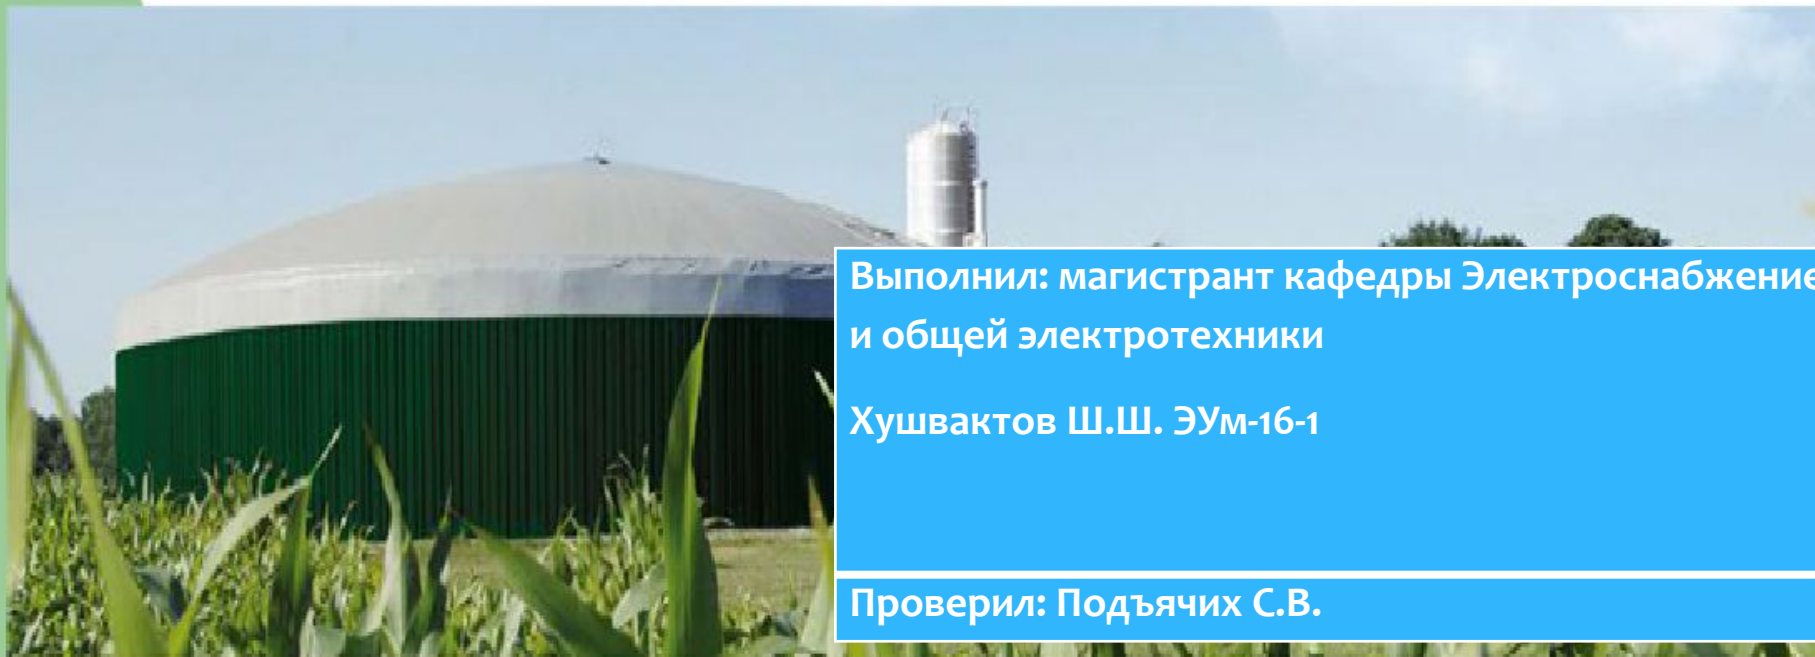 Выполнил: магистрант кафедры Электроснабжение
и общей электротехники
Хушвактов Ш.Ш. ЭУм-16-1
Проверил: Подъячих С.В.